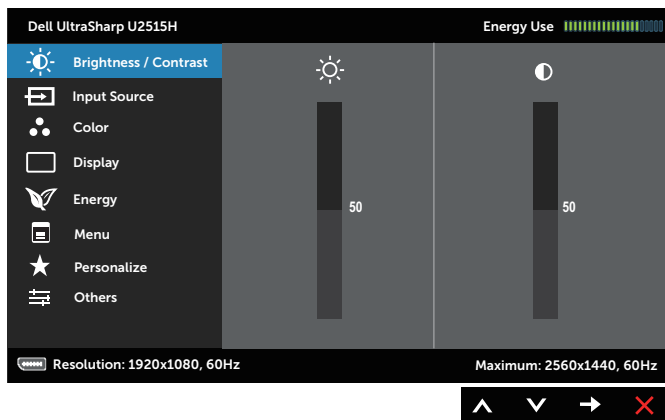 Dell UltraSharp U2515H
Energy Use
Brightness / Contrast
Input Source
Color
Display
Energy
Menu
Personalize
Others
50
50
Resolution: 1920x1080, 60Hz
Maximum: 2560x1440, 60Hz